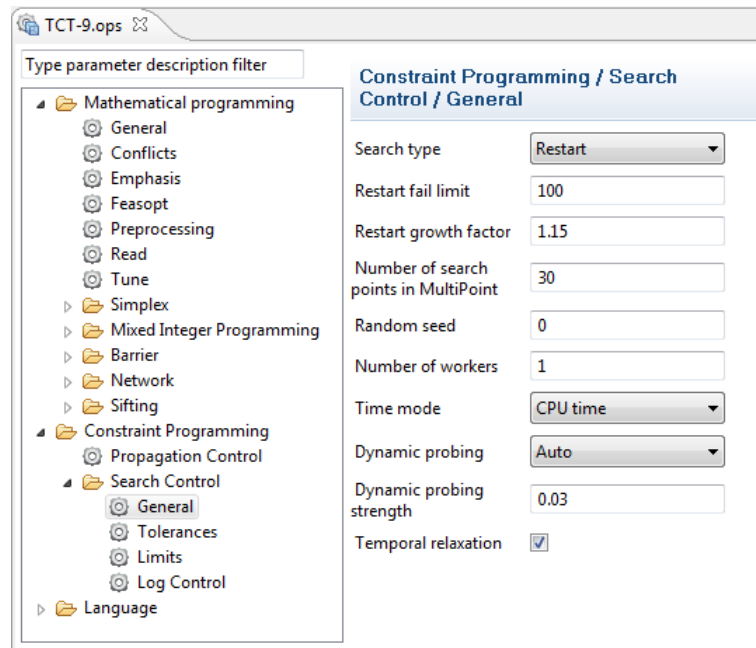 TCT-9.ops
Type parameter description filter
Mathematical programming
General
Conflicts
Emphasis
Feasopt
Preprocessing
Read
Tune
Simplex
Mixed Integer Programming
Barrier
Network
Sifting
Constraint Programming
Propagation Control
Search Control
General
Tolerances
Limits
Log Control
Language
Constraint Programming / Search
Control / General
Search type Restart
Restart fail limit 100
Restart growth factor 1.15
Number of search
points in MultiPoint 30
Random seed 0
Number of workers 1
Time mode CPU time
Dynamic probing Auto
Dynamic probing
strength 0.03
Temporal relaxation